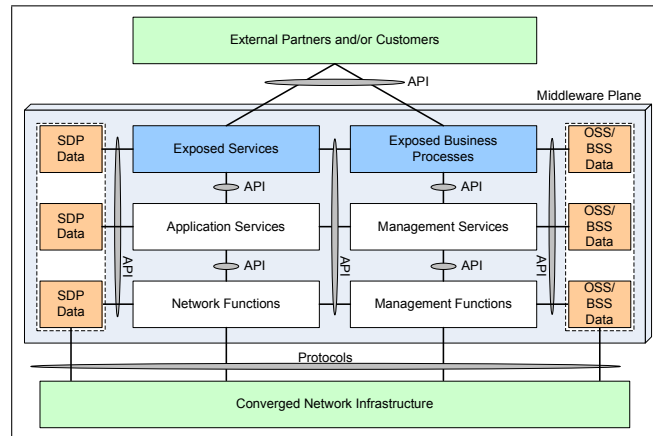 External Partners and/or Customers
API
Middleware Plane
SDP
Data
Exposed Services
Exposed Business
Processes
OSS/
BSS
Data
API
API
SDP
Data
Application Services
Management Services
OSS/
BSS
Data
API
API
API
API
API
SDP
Data
Network Functions
Management Functions
OSS/
BSS
Data
Protocols
Converged Network Infrastructure